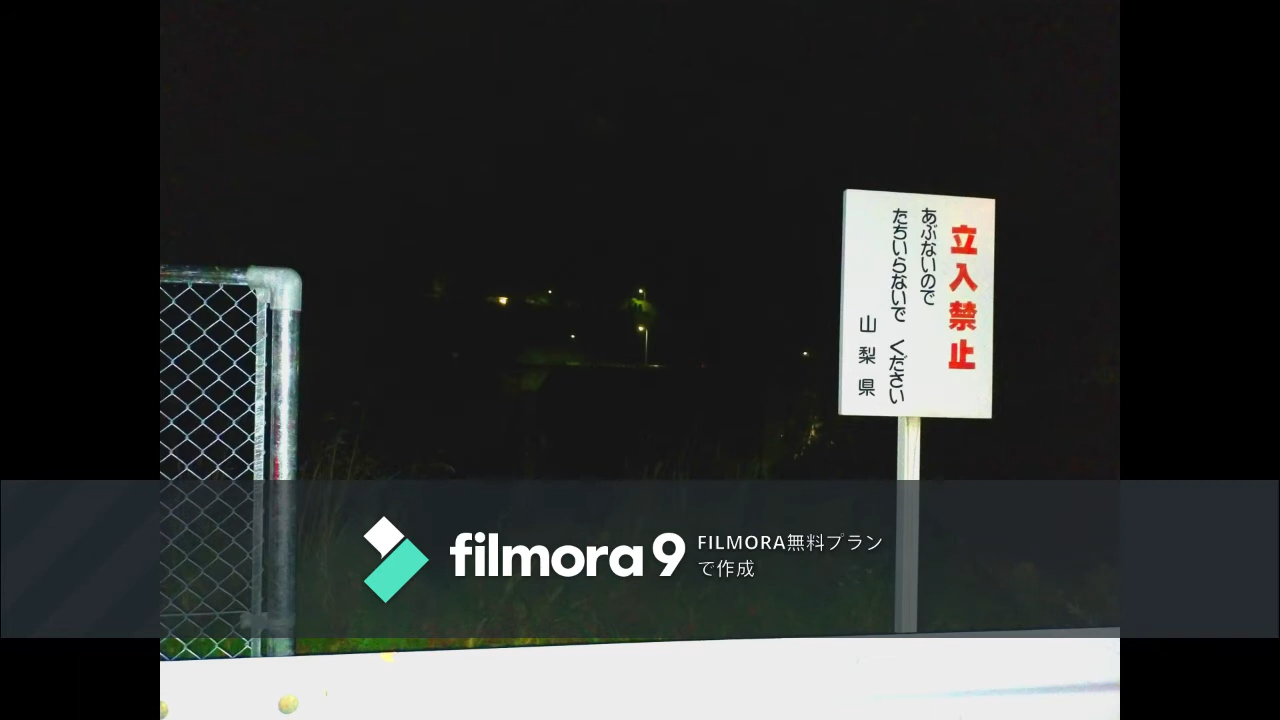 立入禁止
あぶないので
たちいらないで ください
山梨県
filmora9
FILMORA無料プラン
で作成